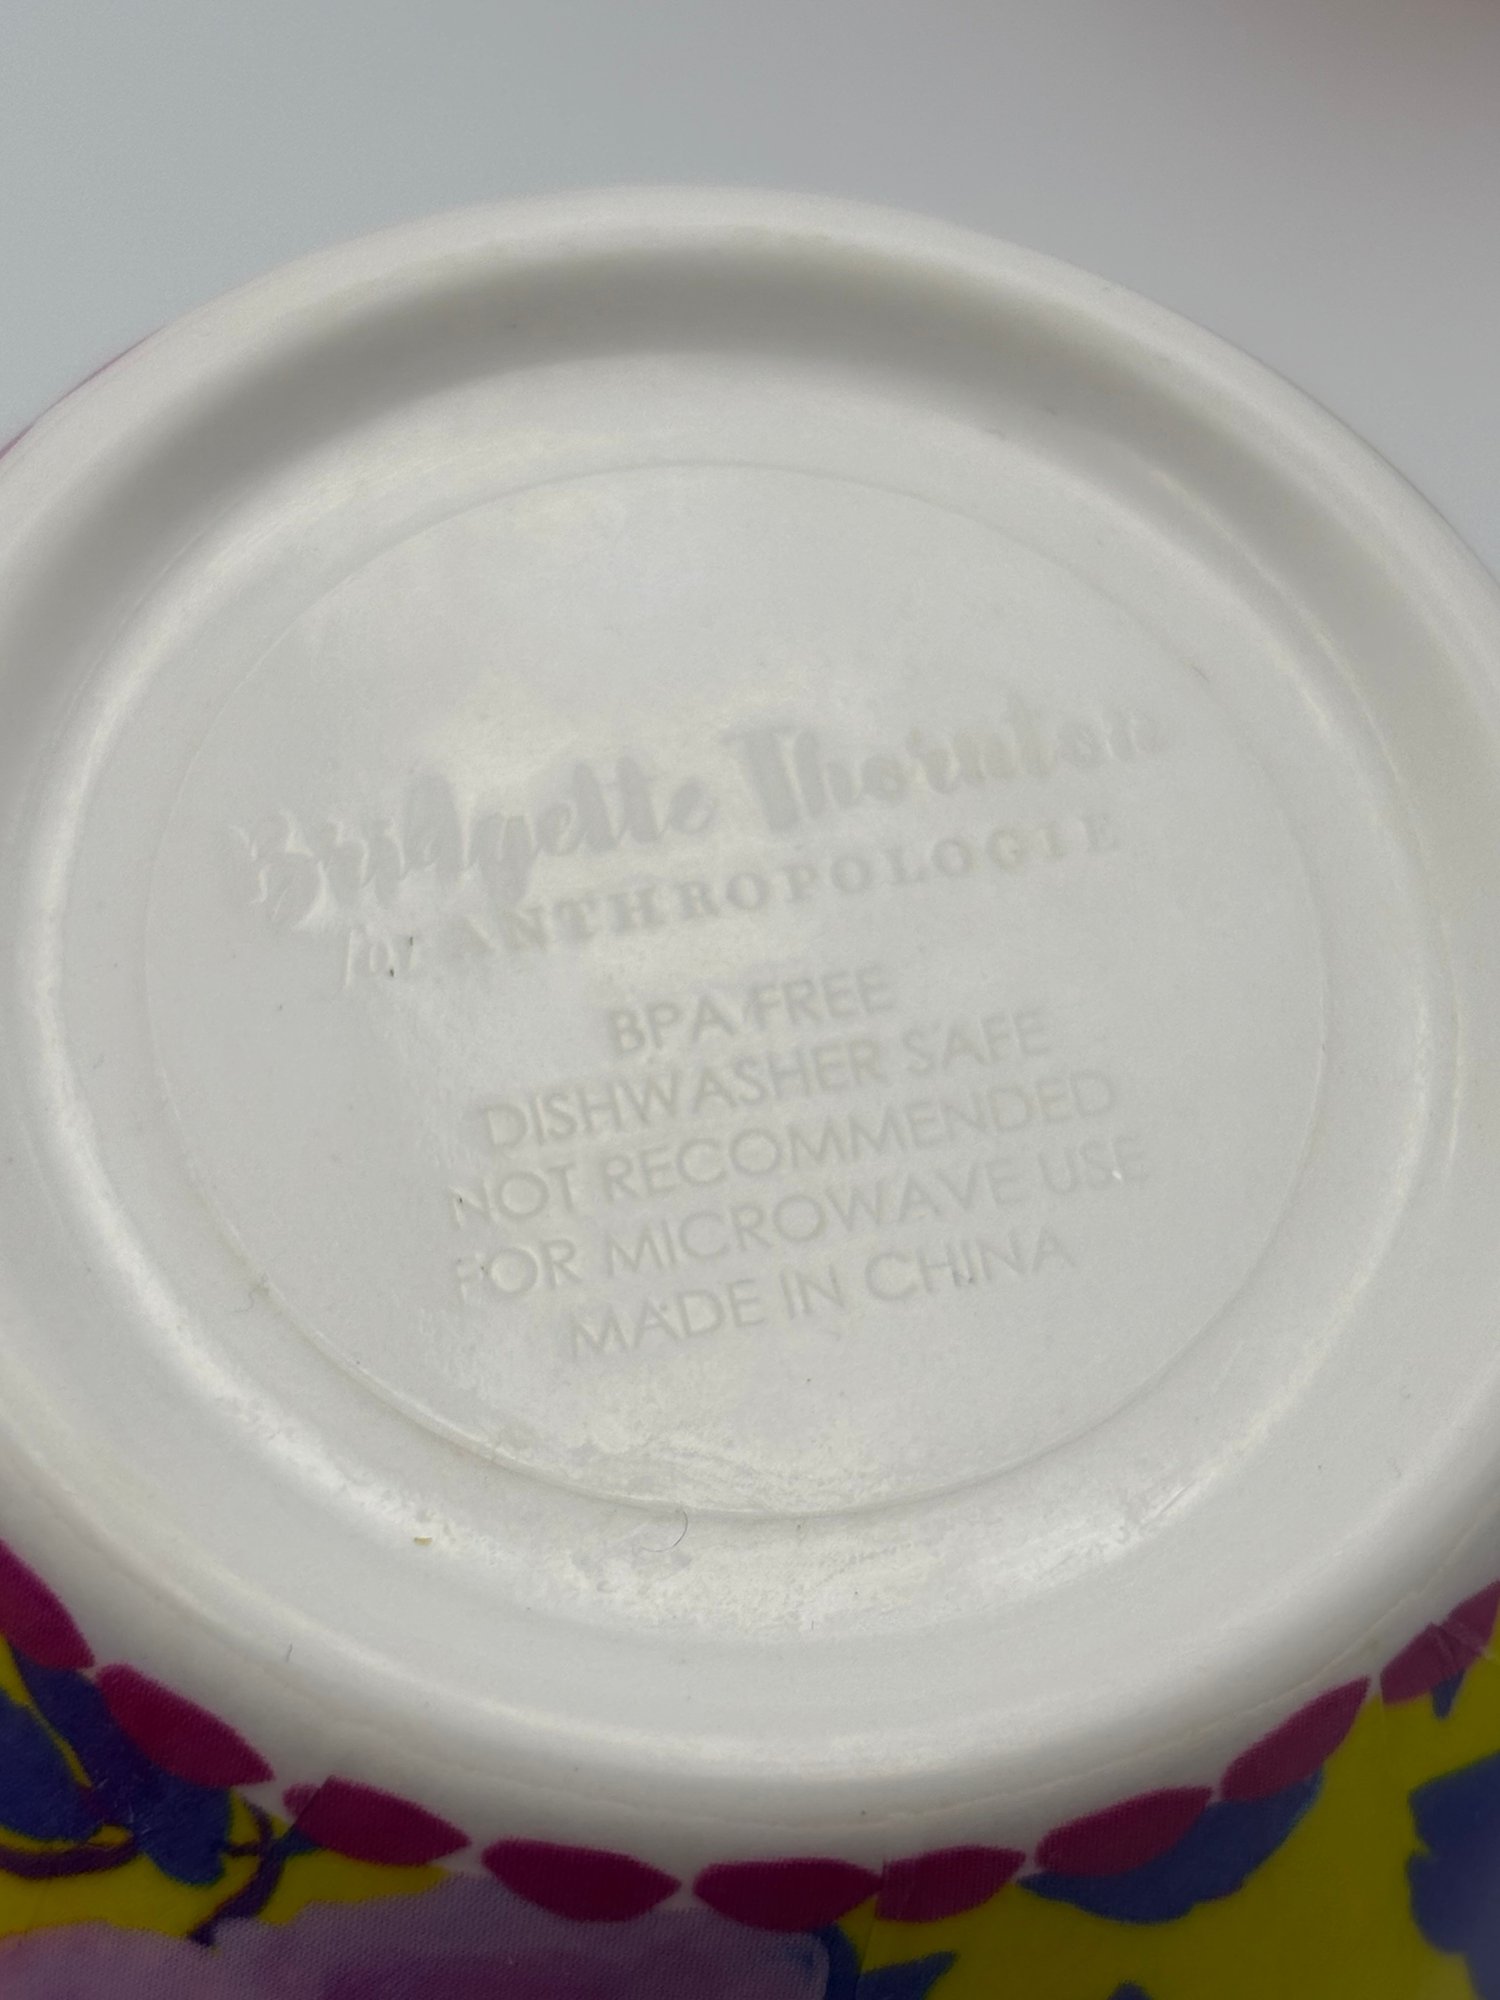 Bridgette Thornton
for ANTHROPOLOGIE
BPA FREE
DISHWASHER SAFE
NOT RECOMMENDED
FOR MICROWAVE USE
MADE IN CHINA